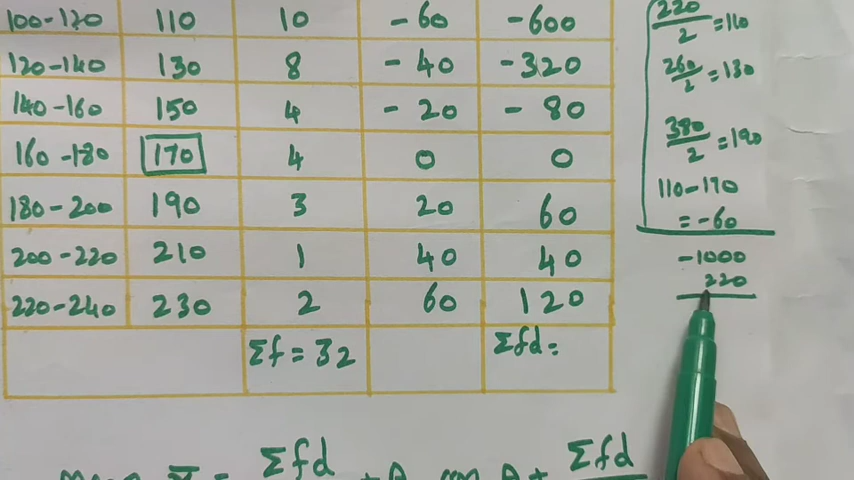 100-120 110 10 -60 -600
120-140 130 8 -40 -320
140-160 150 4 -20 -80
160-180 170 4 0 0
180-200 190 3 20 60
200-220 210 1 40 40
220-240 230 2 60 120
Σf = 32 Σfd =
220/2 = 110
260/2 = 130
380/2 = 190
110-170
= -60
-1000
220
Σfd Σfd